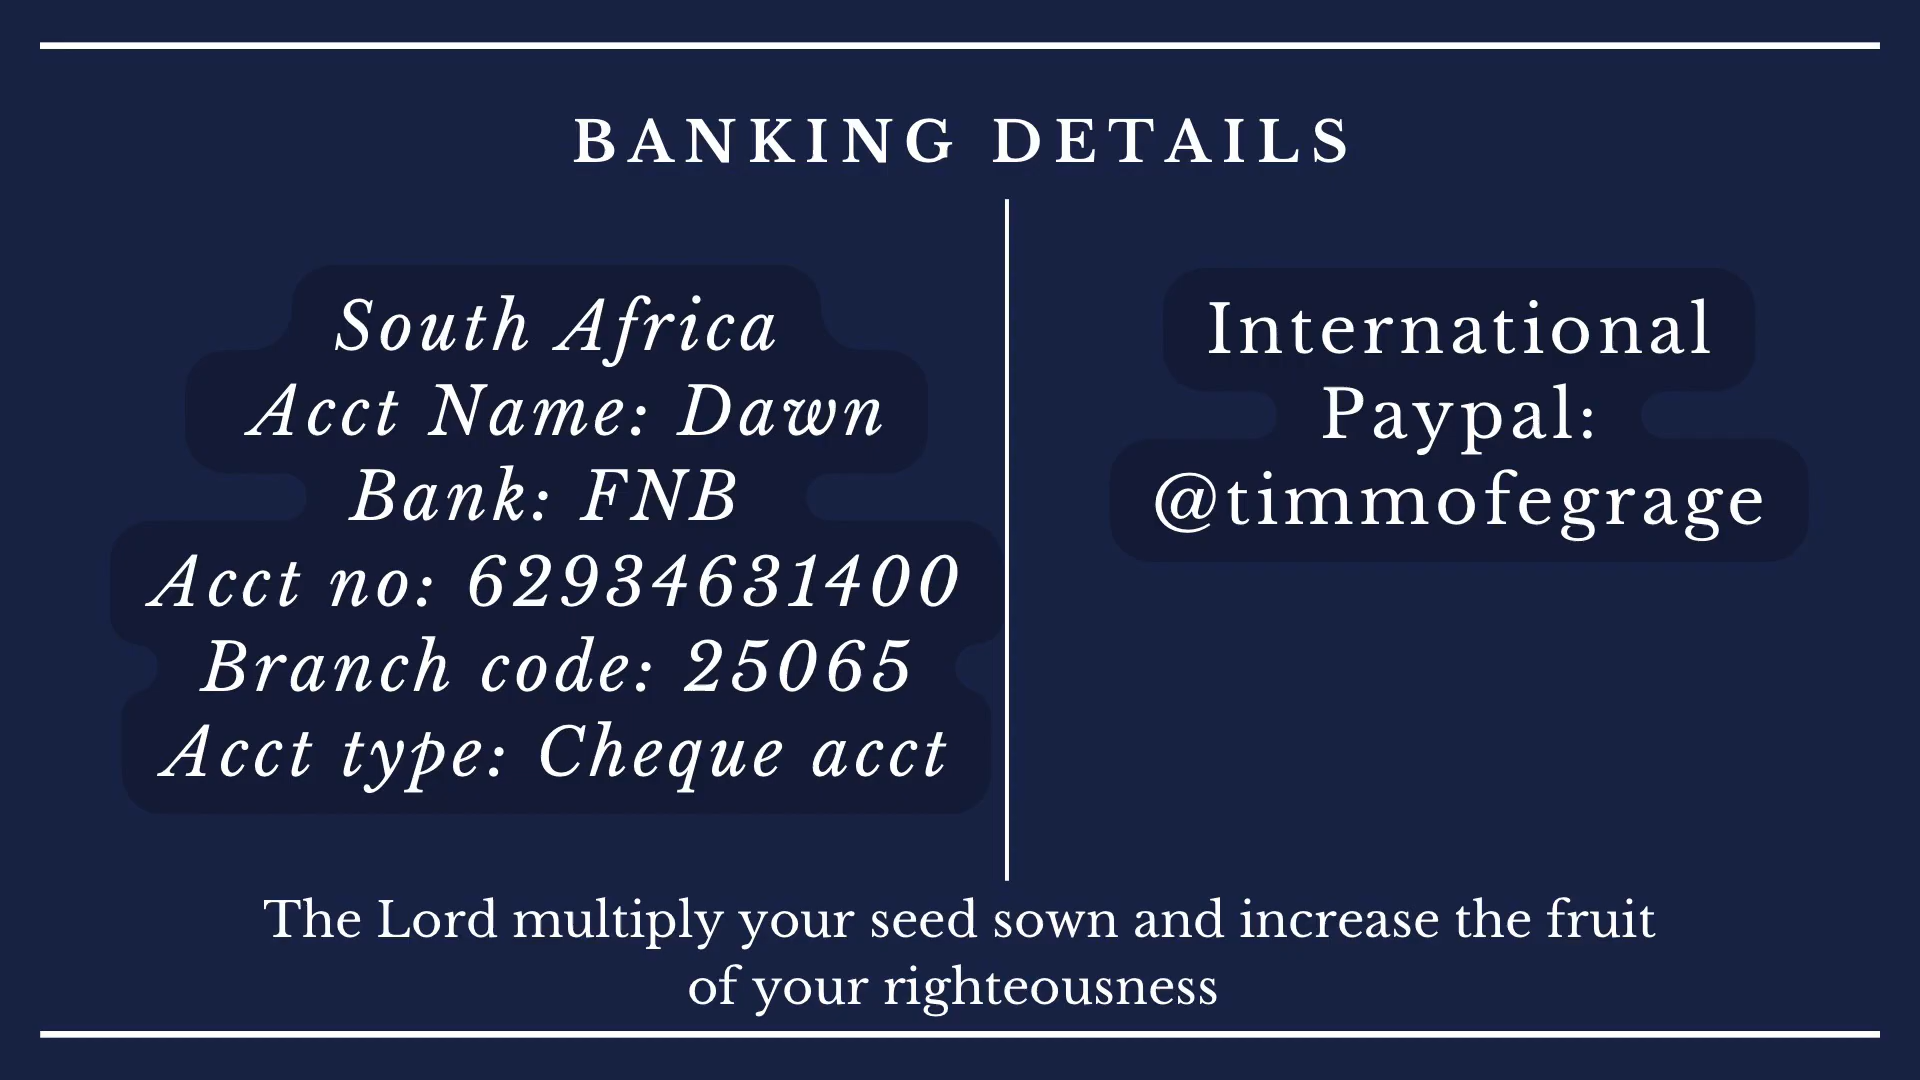 BANKING DETAILS
South Africa
Acct Name: Dawn
Bank: FNB
Acct no: 62934631400
Branch code: 25065
Acct type: Cheque acct
International
Paypal:
@timmofegrage
The Lord multiply your seed sown and increase the fruit
of your righteousness